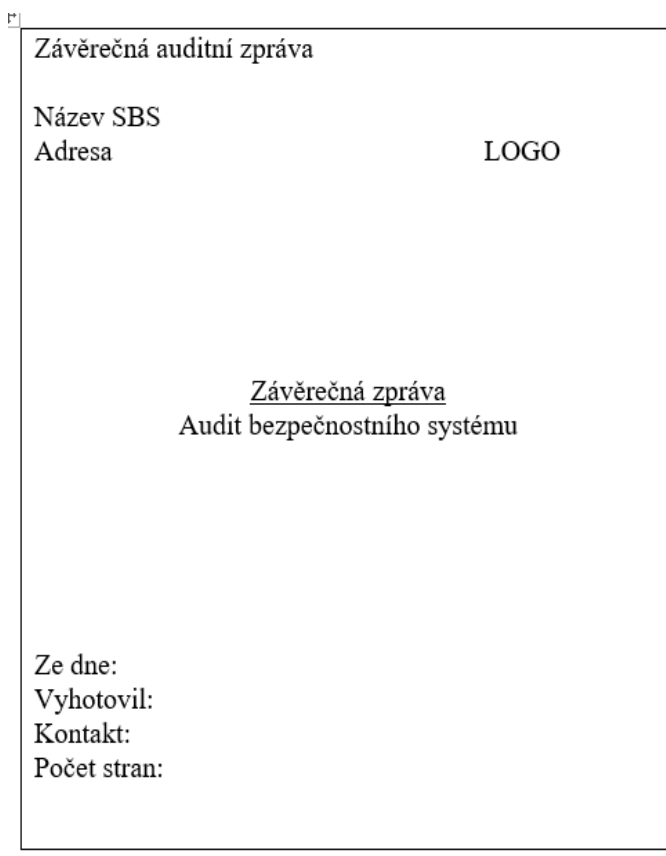 Závěrečná auditní zpráva
Název SBS
Adresa LOGO
Závěrečná zpráva
Audit bezpečnostního systému
Ze dne:
Vyhotovil:
Kontakt:
Počet stran: